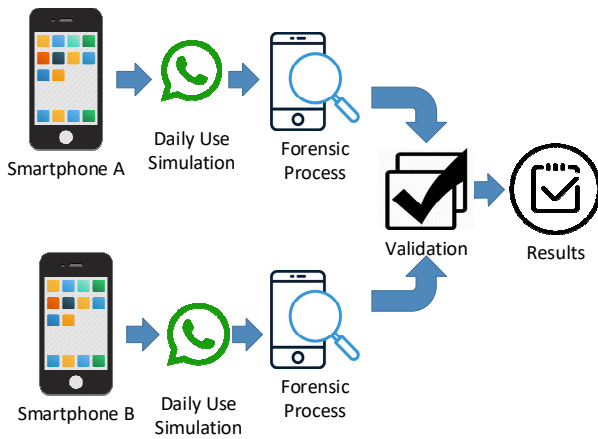 Smartphone A
Daily Use
Simulation
Forensic
Process
Validation
Results
Smartphone B
Daily Use
Simulation
Forensic
Process